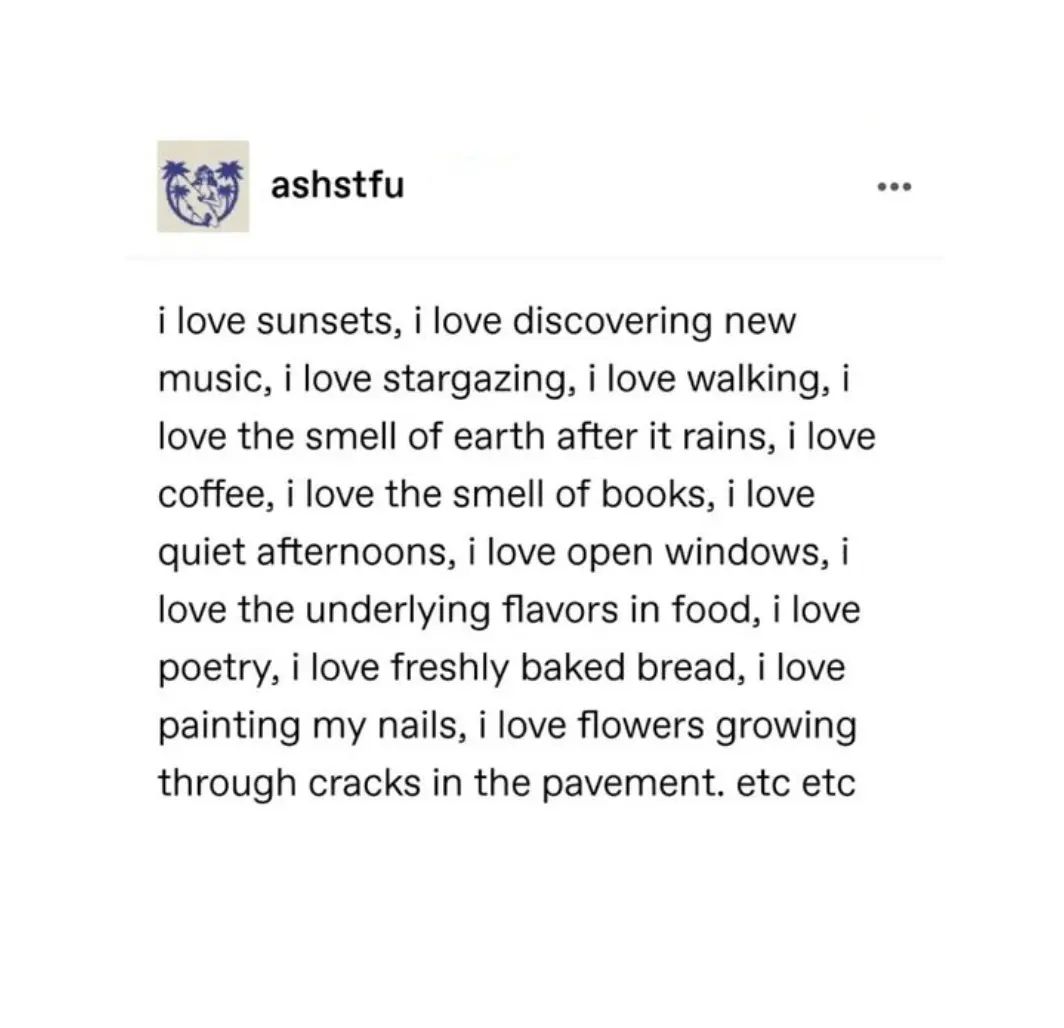 ashstfu
i love sunsets, i love discovering new
music, i love stargazing, i love walking, i
love the smell of earth after it rains, i love
coffee, i love the smell of books, i love
quiet afternoons, i love open windows, i
love the underlying flavors in food, i love
poetry, i love freshly baked bread, i love
painting my nails, i love flowers growing
through cracks in the pavement. etc etc